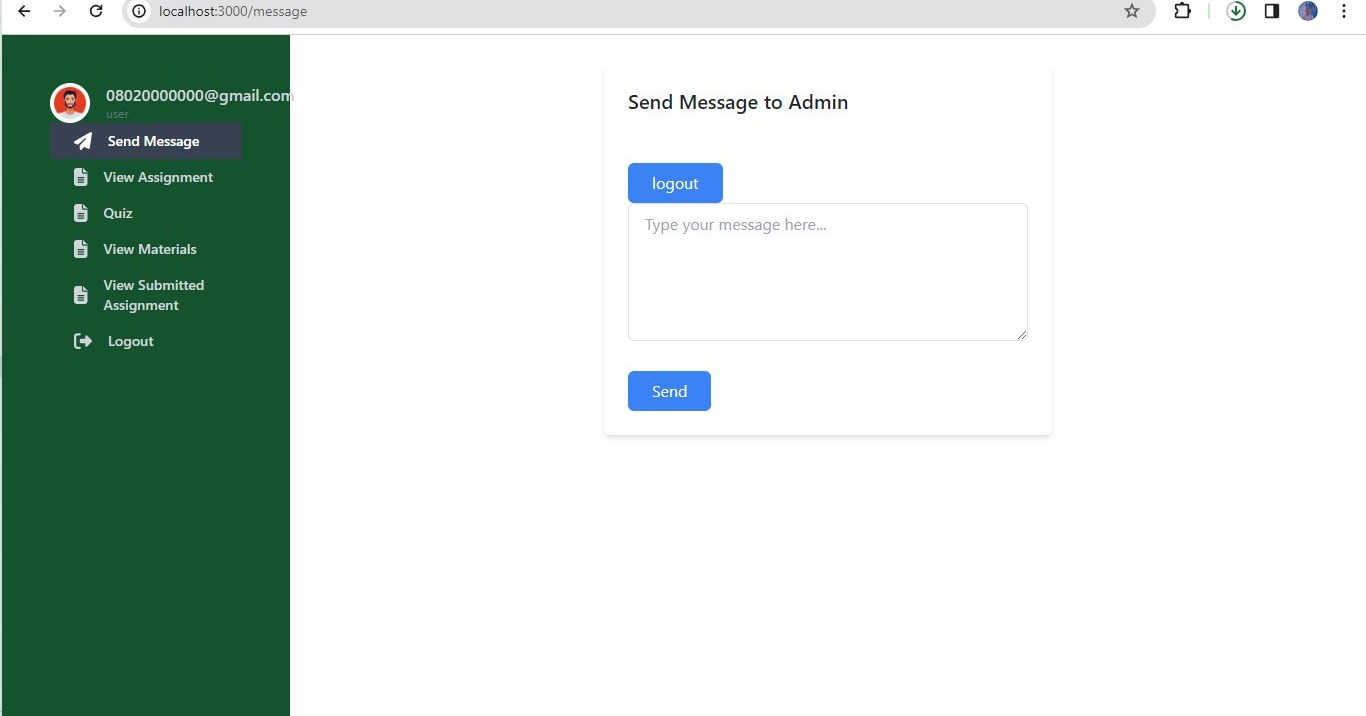 localhost:3000/message
08020000000@gmail.com
user
Send Message
View Assignment
Quiz
View Materials
View Submitted
Assignment
Logout
Send Message to Admin
logout
Type your message here...
Send